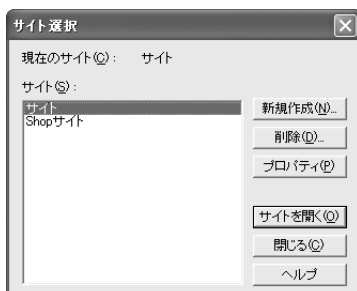 サイト選択
現在のサイト(C)： サイト
サイト(S)：
サイト
Shopサイト
新規作成(N)...
削除(D)...
プロパティ(P)
サイトを開く(O)
閉じる(C)
ヘルプ